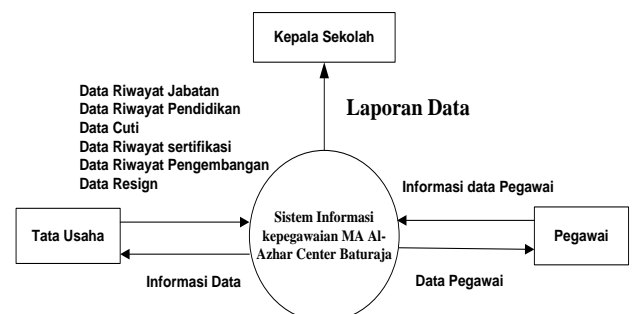 Kepala Sekolah
Data Riwayat Jabatan
Data Riwayat Pendidikan
Data Cuti
Data Riwayat sertifikasi
Data Riwayat Pengembangan
Data Resign
Laporan Data
Informasi data Pegawai
Tata Usaha
Sistem Informasi
kepegawaian MA Al-
Azhar Center Baturaja
Pegawai
Informasi Data
Data Pegawai